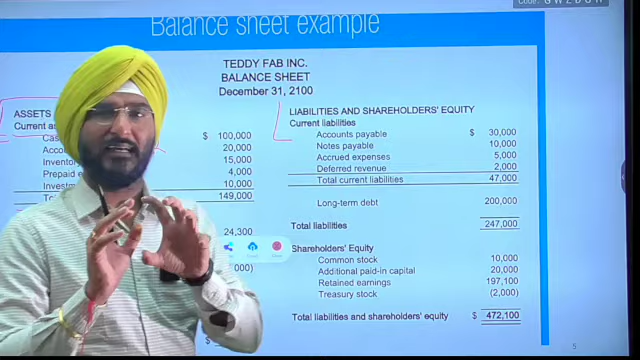 Balance sheet example
TEDDY FAB INC.
BALANCE SHEET
December 31, 2100
ASSETS
Current
$ 100,000
20,000
Inventory 15,000
Prepaid 4,000
10,000
149,000
24,300
000)
LIABILITIES AND SHAREHOLDERS' EQUITY
Current liabilities
Accounts payable $ 30,000
Notes payable 10,000
Accrued expenses 5,000
Deferred revenue 2,000
Total current liabilities 47,000
Long-term debt 200,000
Total liabilities 247,000
Shareholders' Equity
Common stock 10,000
Additional paid-in capital 20,000
Retained earnings 197,100
Treasury stock (2,000)
Total liabilities and shareholders' equity $ 472,100
5